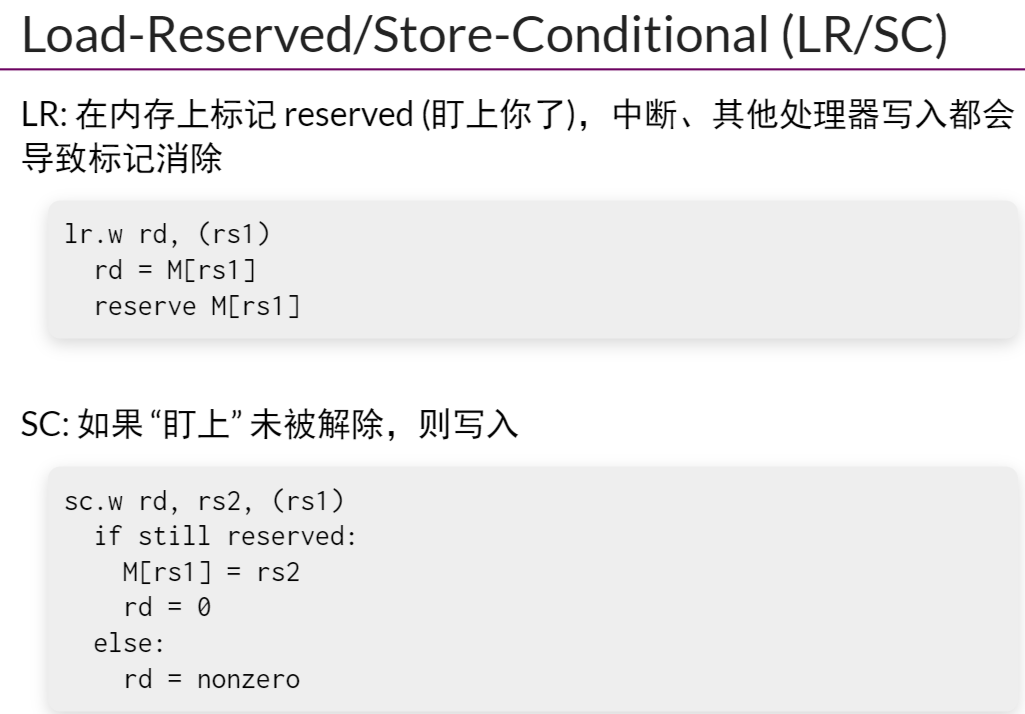 Load-Reserved/Store-Conditional (LR/SC)
LR: 在内存上标记 reserved (盯上你了)，中断、其他处理器写入都会
导致标记消除
lr.w rd, (rs1)
  rd = M[rs1]
  reserve M[rs1]
SC: 如果 “盯上” 未被解除，则写入
sc.w rd, rs2, (rs1)
  if still reserved:
    M[rs1] = rs2
    rd = 0
  else:
    rd = nonzero